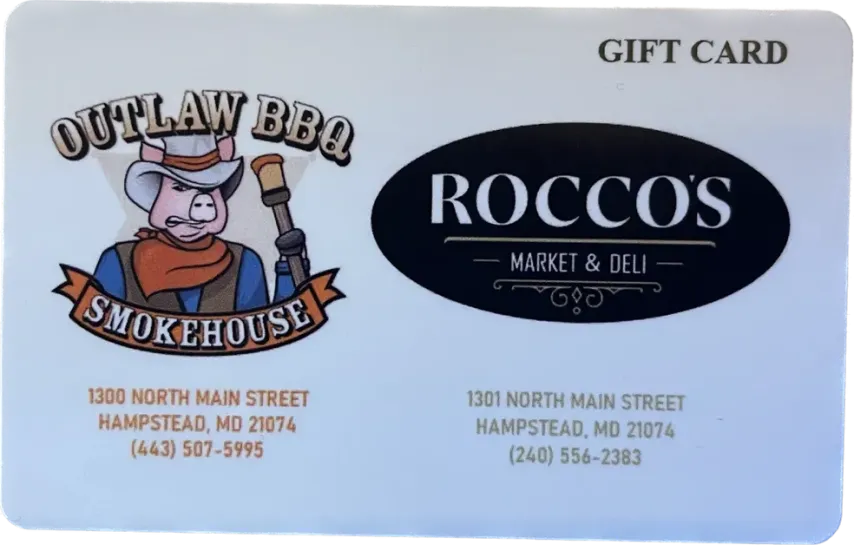 GIFT CARD
OUTLAW BBQ
SMOKEHOUSE
1300 NORTH MAIN STREET
HAMPSTEAD, MD 21074
(443) 507-5995
ROCCO'S
MARKET & DELI
1301 NORTH MAIN STREET
HAMPSTEAD, MD 21074
(240) 556-2383